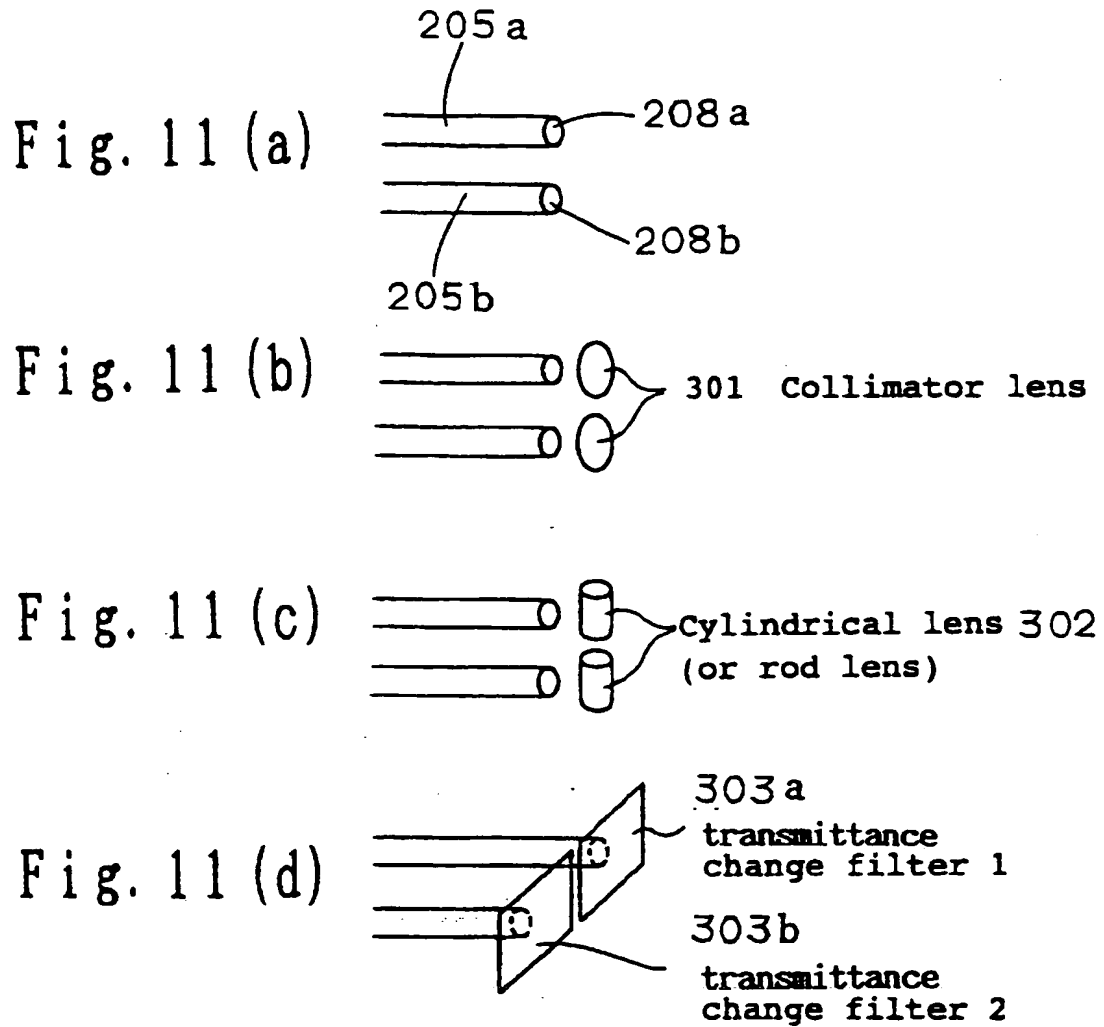 205a
Fig. 11 (a)
208a
208b
205b
Fig. 11 (b)
301 Collimator lens
Fig. 11 (c)
Cylindrical lens 302
(or rod lens)
303a
transmittance
change filter 1
Fig. 11 (d)
303b
transmittance
change filter 2